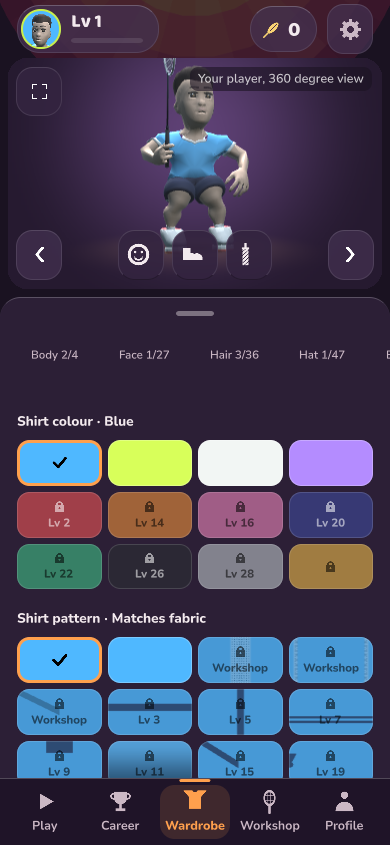 Lv 1
0
Your player, 360 degree view
Body 2/4
Face 1/27
Hair 3/36
Hat 1/47
Shirt colour · Blue
Lv 2
Lv 14
Lv 16
Lv 20
Lv 22
Lv 26
Lv 28
Shirt pattern · Matches fabric
Workshop
Workshop
Workshop
Lv 3
Lv 5
Lv 7
Lv 9
Lv 11
Lv 15
Lv 19
Play
Career
Wardrobe
Workshop
Profile